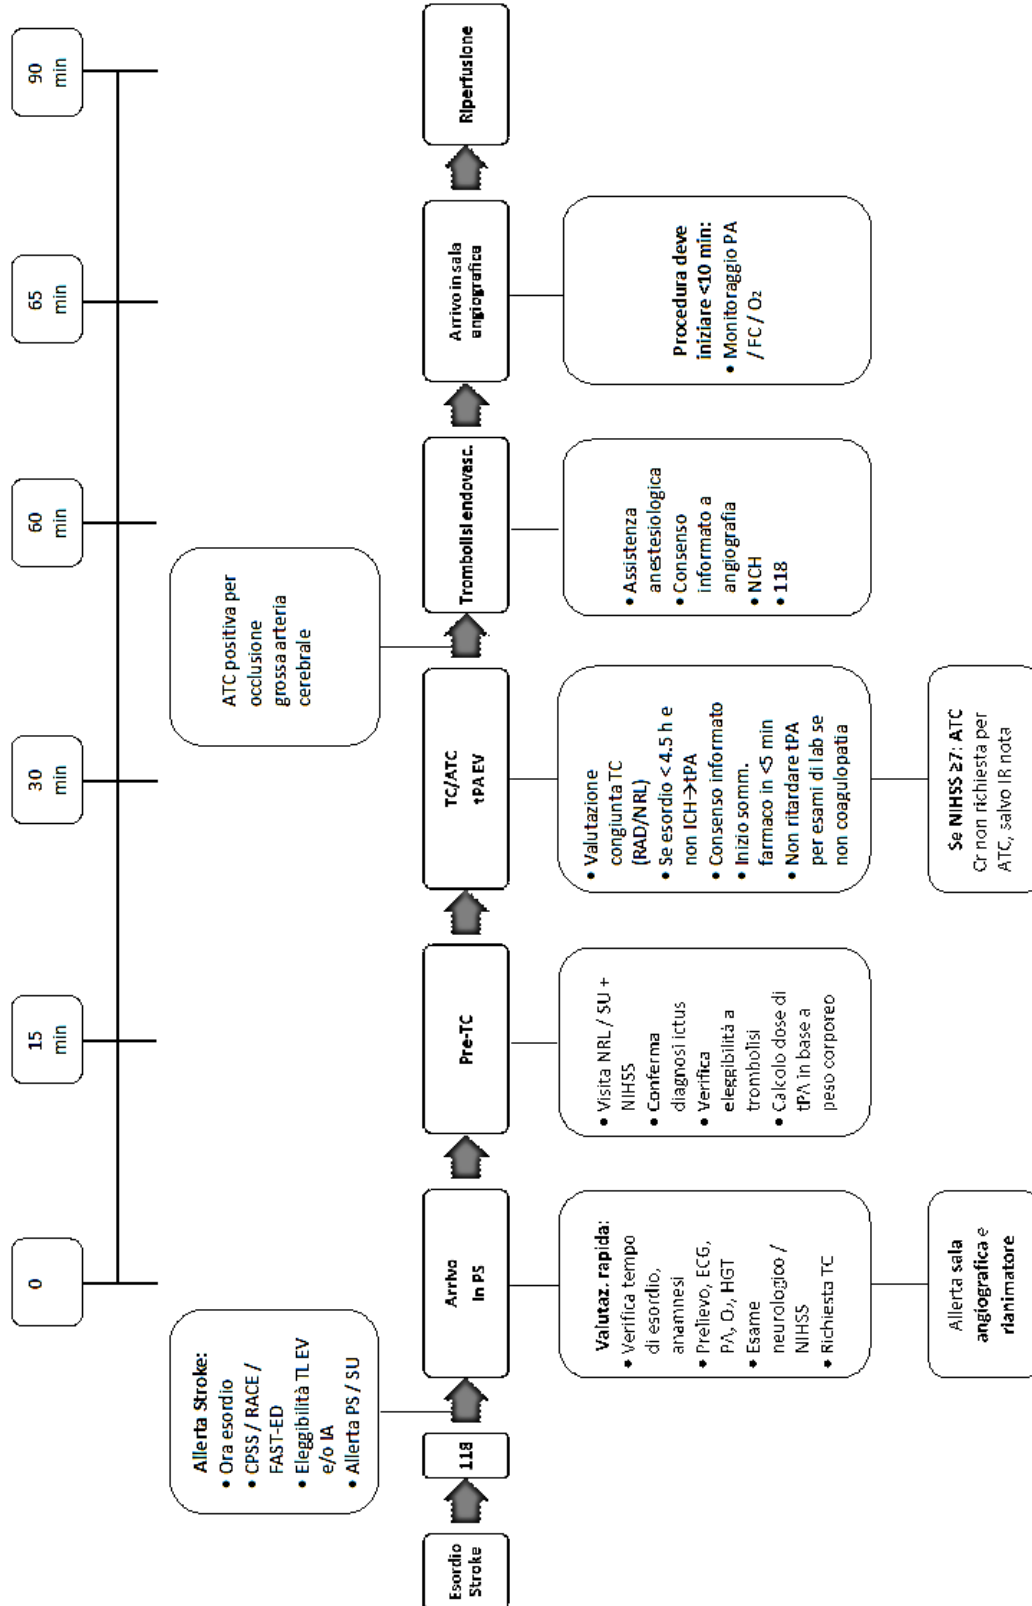 0
15
min
30
min
60
min
65
min
90
min
Allerta Stroke:
• Ora esordio
• CPSS / RACE /
FAST-ED
• Eleggibilità TL EV
e/o IA
• Allerta PS / SU
ATC positiva per
occlusione
grossa arteria
cerebrale
Esordio
Stroke
118
Arrivo
In PS
Pre-TC
TC/ATC
tPA EV
Trombolisi endovasc.
Arrivo in sala
angiografica
Riperfusione
Valutaz. rapida:
• Verifica tempo
di esordio,
anamnesi
• Prelievo, ECG,
PA, O₂, HGT
• Esame
neurologico /
NIHSS
• Richiesta TC
• Visita NRL / SU +
NIHSS
• Conferma
diagnosi ictus
• Verifica
eleggibilità a
trombolisi
• Calcolo dose di
tPA in base a
peso corporeo
• Valutazione
congiunta TC
(RAD/NRL)
• Se esordio < 4.5 h e
non ICH→tPA
• Consenso informato
• Inizio somm.
farmaco in <5 min
• Non ritardare tPA
per esami di lab se
non coagulopatia
• Assistenza
anestesiologica
• Consenso
informato a
angiografia
• NCH
• 118
Procedura deve
iniziare <10 min:
• Monitoraggio PA
/ FC / O₂
Allerta sala
angiografica e
rianimatore
Se NIHSS ≥7: ATC
Cr non richiesta per
ATC, salvo IR nota